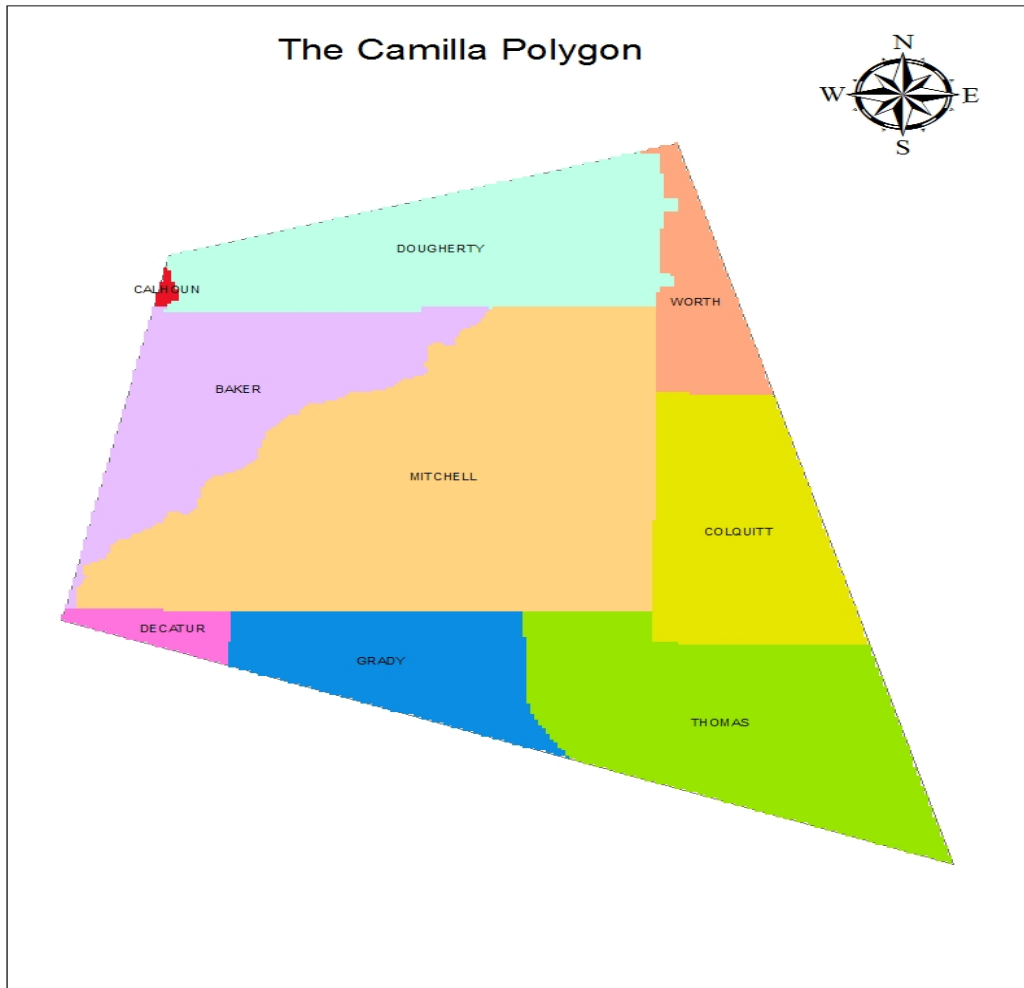 The Camilla Polygon
N
W E
S
DOUGHERTY
CALHOUN
WORTH
BAKER
MITCHELL
COLQUITT
DECATUR
GRADY
THOMAS